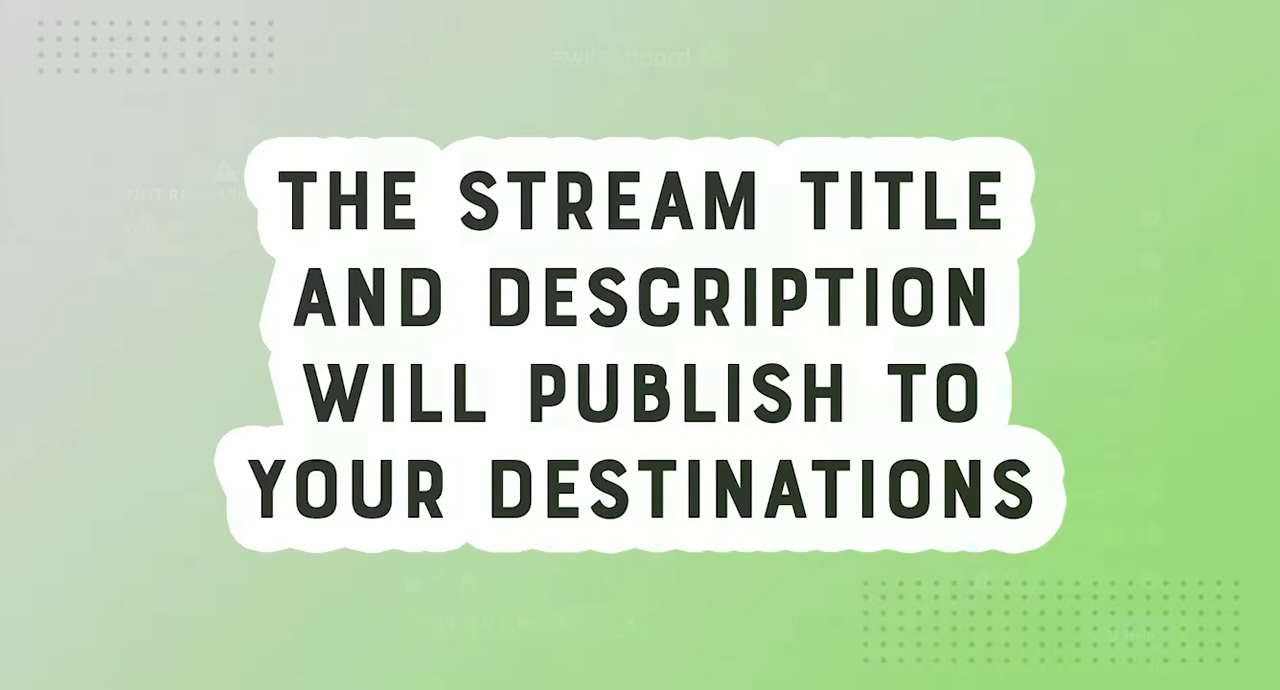 THE STREAM TITLE
AND DESCRIPTION
WILL PUBLISH TO
YOUR DESTINATIONS